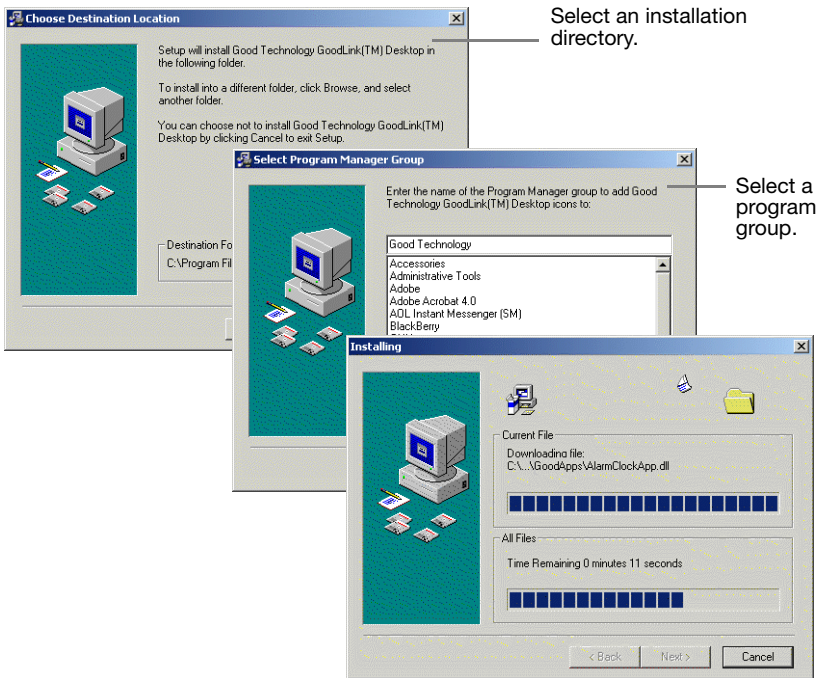 Choose Destination Location
Setup will install Good Technology GoodLink(TM) Desktop in
the following folder.
To install into a different folder, click Browse, and select
another folder.
You can choose not to install Good Technology GoodLink(TM)
Desktop by clicking Cancel to exit Setup.
Destination Fo
C:\Program Fil
Select an installation
directory.
Select Program Manager Group
Enter the name of the Program Manager group to add Good
Technology GoodLink(TM) Desktop icons to:
Good Technology
Accessories
Administrative Tools
Adobe
Adobe Acrobat 4.0
AOL Instant Messenger (SM)
BlackBerry
Select a
program
group.
Installing
Current File
Downloading file:
C:\...\GoodApps\AlarmClockApp.dll
All Files
Time Remaining 0 minutes 11 seconds
< Back
Next >
Cancel